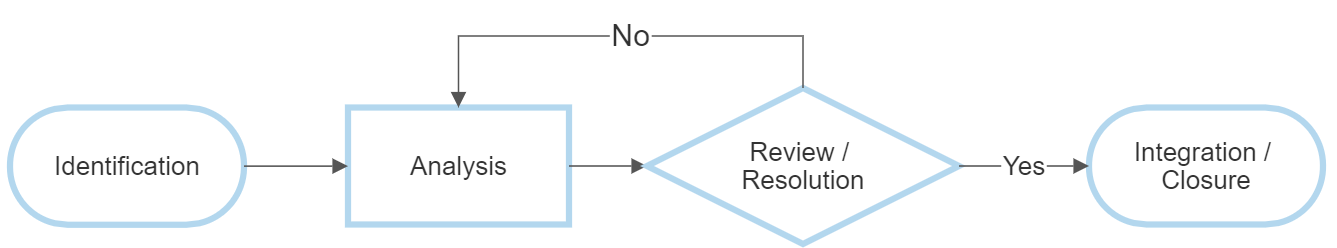 No
Identification
Analysis
Review /
Resolution
Yes
Integration /
Closure